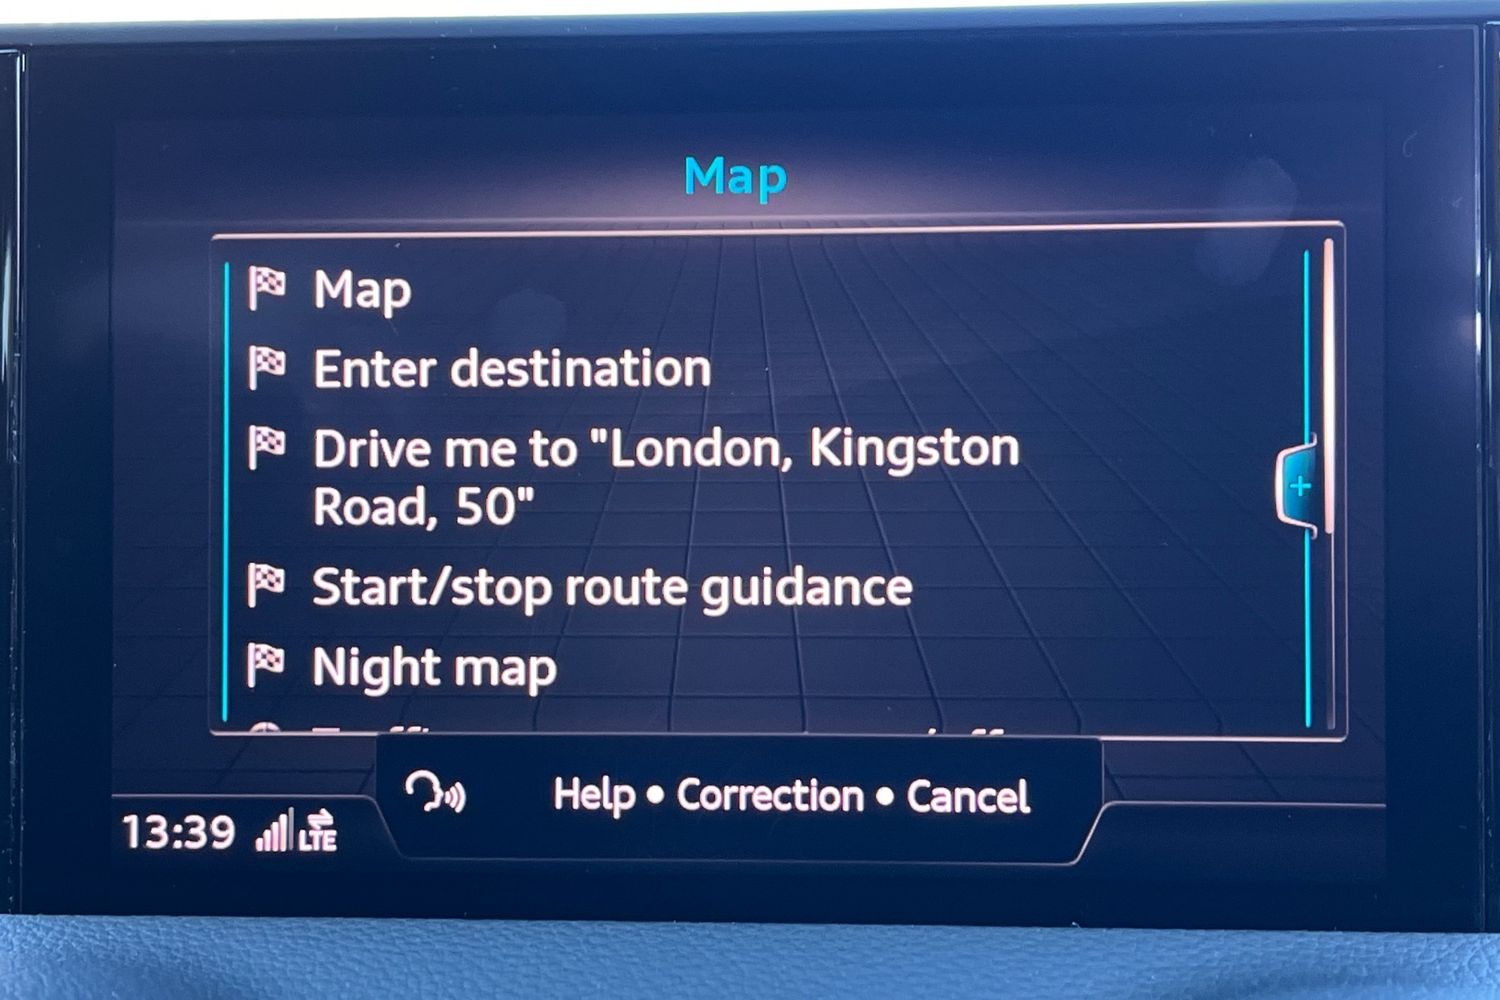 Map
Map
Enter destination
Drive me to "London, Kingston
Road, 50"
Start/stop route guidance
Night map
Help • Correction • Cancel
13:39 LTE